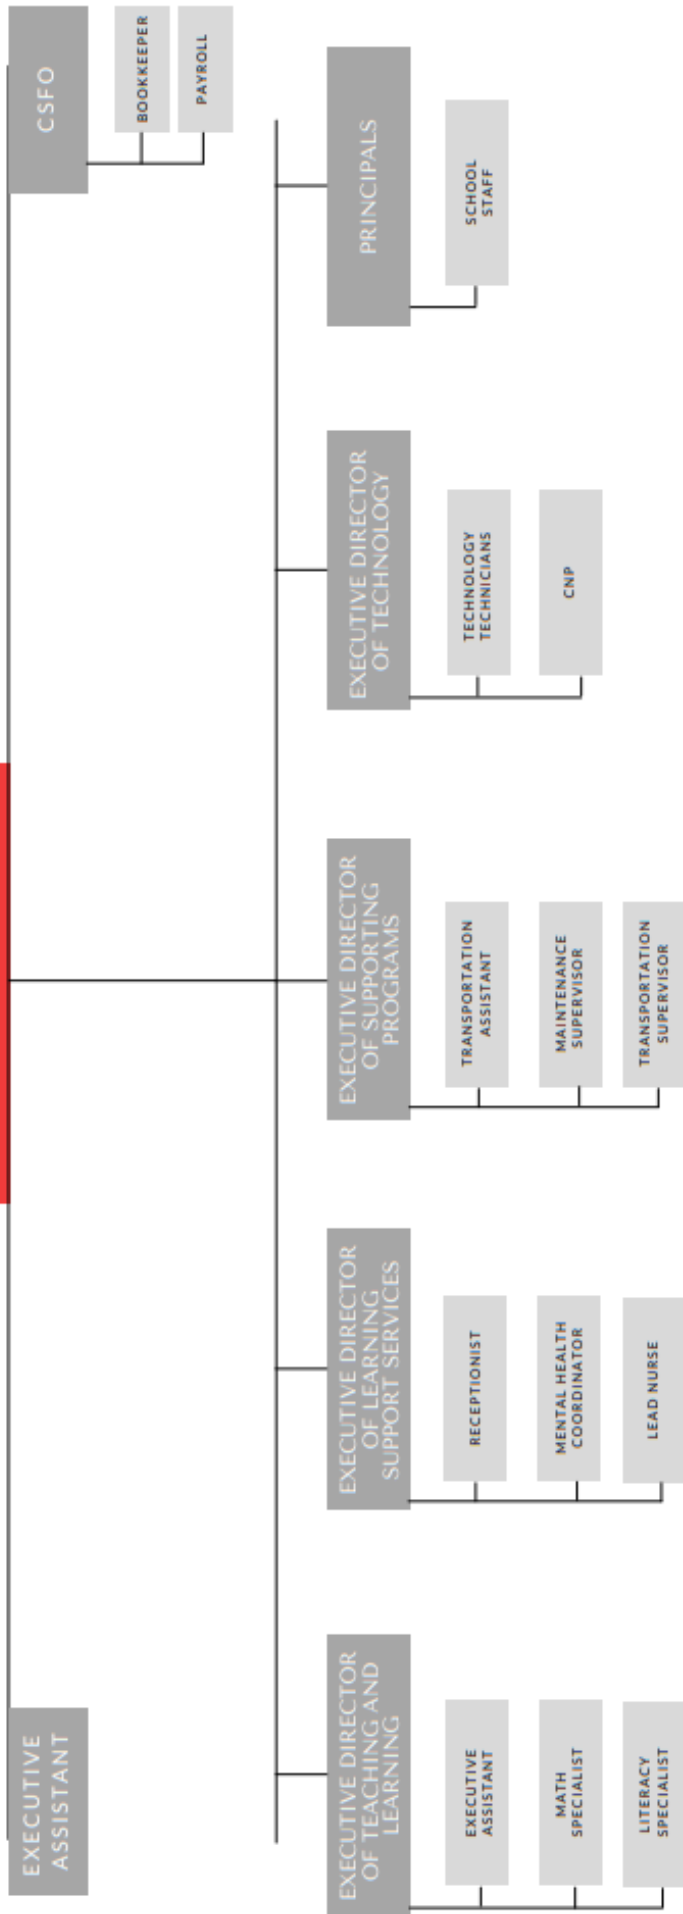 EXECUTIVE
ASSISTANT
CSFO
BOOKKEEPER
PAYROLL
EXECUTIVE DIRECTOR
OF TEACHING AND
LEARNING
EXECUTIVE
ASSISTANT
MATH
SPECIALIST
LITERACY
SPECIALIST
EXECUTIVE DIRECTOR
OF LEARNING
SUPPORT SERVICES
RECEPTIONIST
MENTAL HEALTH
COORDINATOR
LEAD NURSE
EXECUTIVE DIRECTOR
OF SUPPORTING
PROGRAMS
TRANSPORTATION
ASSISTANT
MAINTENANCE
SUPERVISOR
TRANSPORTATION
SUPERVISOR
EXECUTIVE DIRECTOR
OF TECHNOLOGY
TECHNOLOGY
TECHNICIANS
CNP
PRINCIPALS
SCHOOL
STAFF